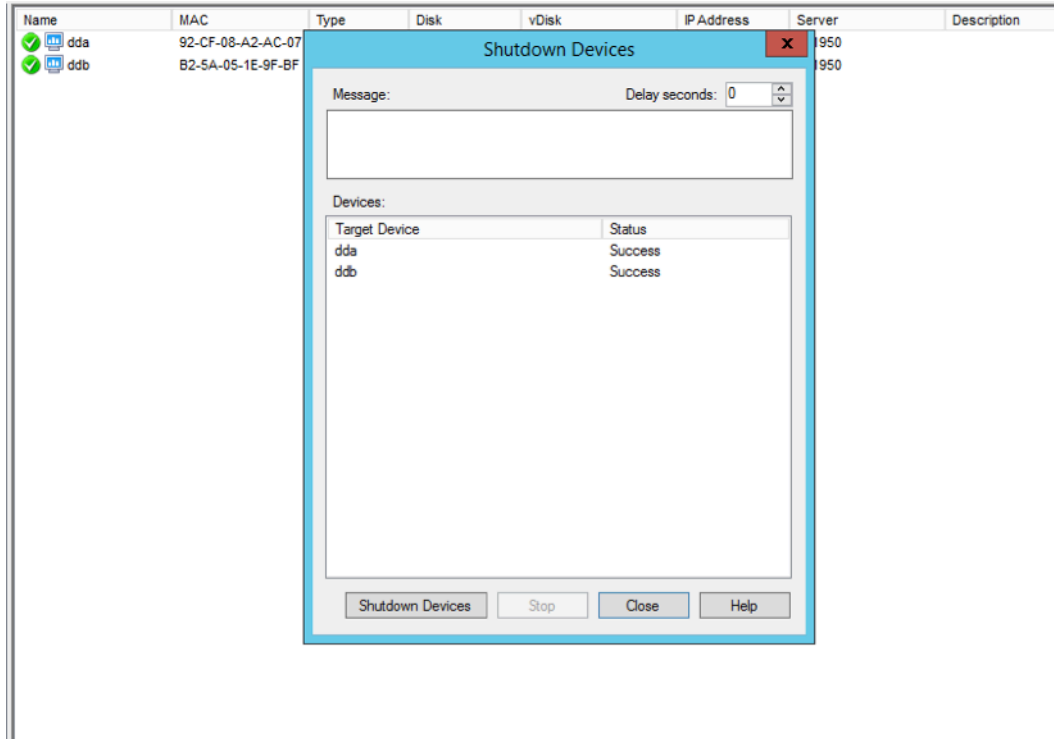 Name MAC Type Disk vDisk IP Address Server Description
dda 92-CF-08-A2-AC-07 1950
ddb B2-5A-05-1E-9F-BF 1950
Shutdown Devices x
Message: Delay seconds: 0
Devices:
Target Device Status
dda Success
ddb Success
Shutdown Devices Stop Close Help